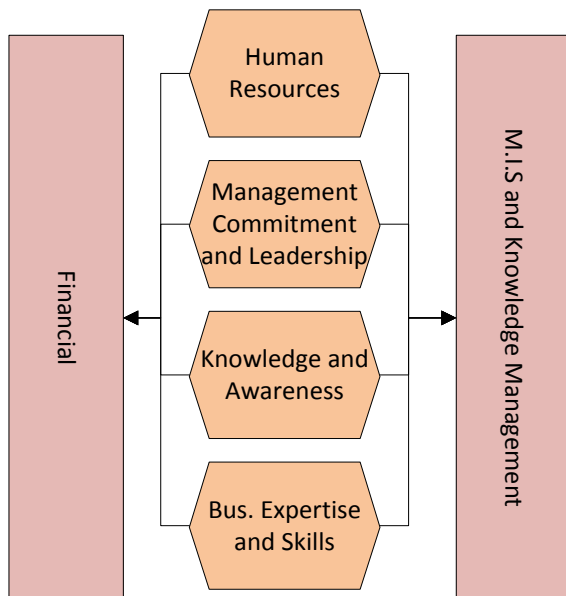 Human
Resources
Management
Commitment
and Leadership
Financial
Knowledge and
Awareness
Bus. Expertise
and Skills
M.I.S and Knowledge Management